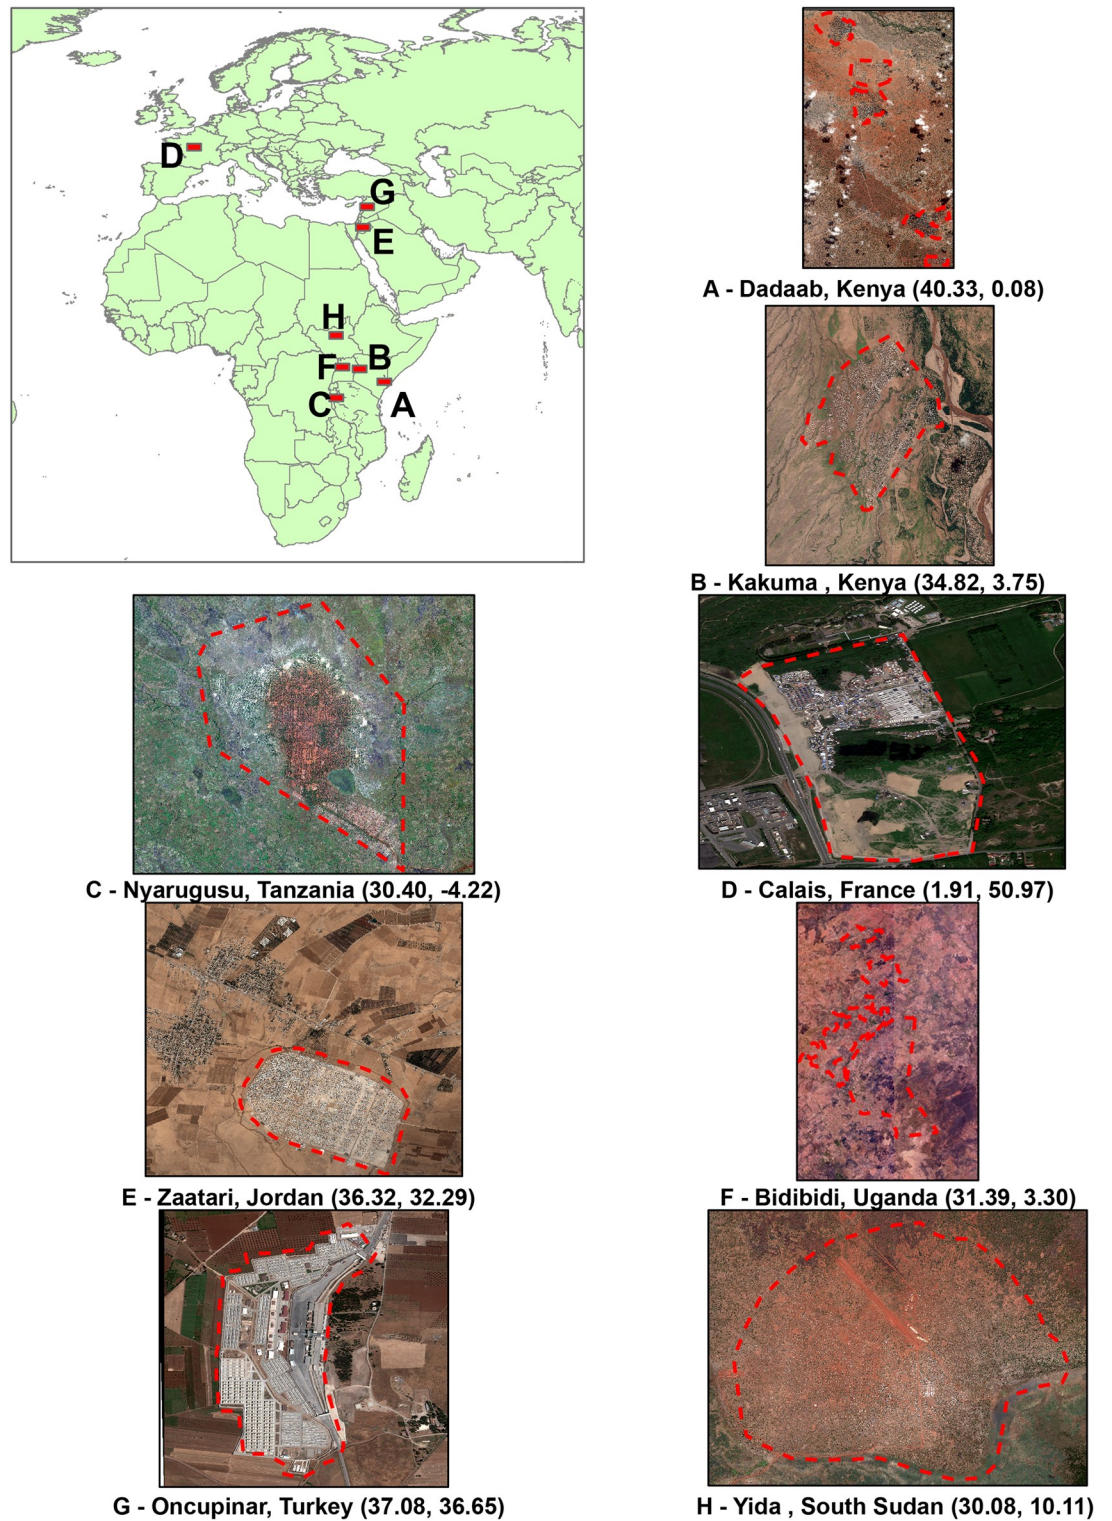 D
G
E
H
F
B
C
A
A - Dadaab, Kenya (40.33, 0.08)
B - Kakuma , Kenya (34.82, 3.75)
C - Nyarugusu, Tanzania (30.40, -4.22)
D - Calais, France (1.91, 50.97)
E - Zaatari, Jordan (36.32, 32.29)
F - Bidibidi, Uganda (31.39, 3.30)
G - Oncupinar, Turkey (37.08, 36.65)
H - Yida , South Sudan (30.08, 10.11)